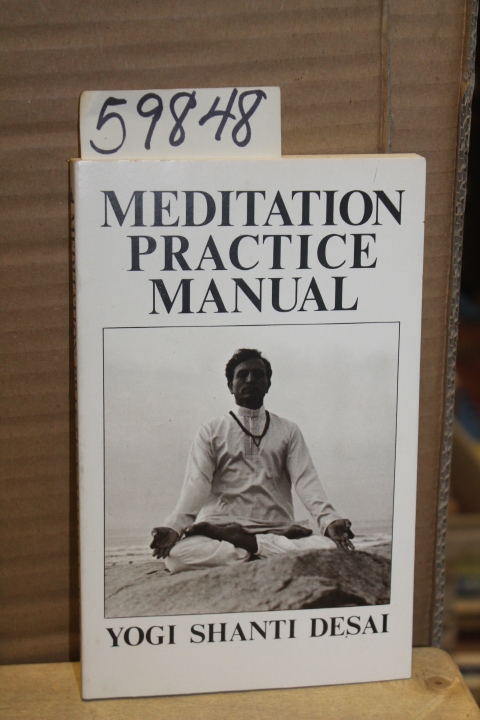 59848
MEDITATION
PRACTICE
MANUAL
YOGI SHANTI DESAI